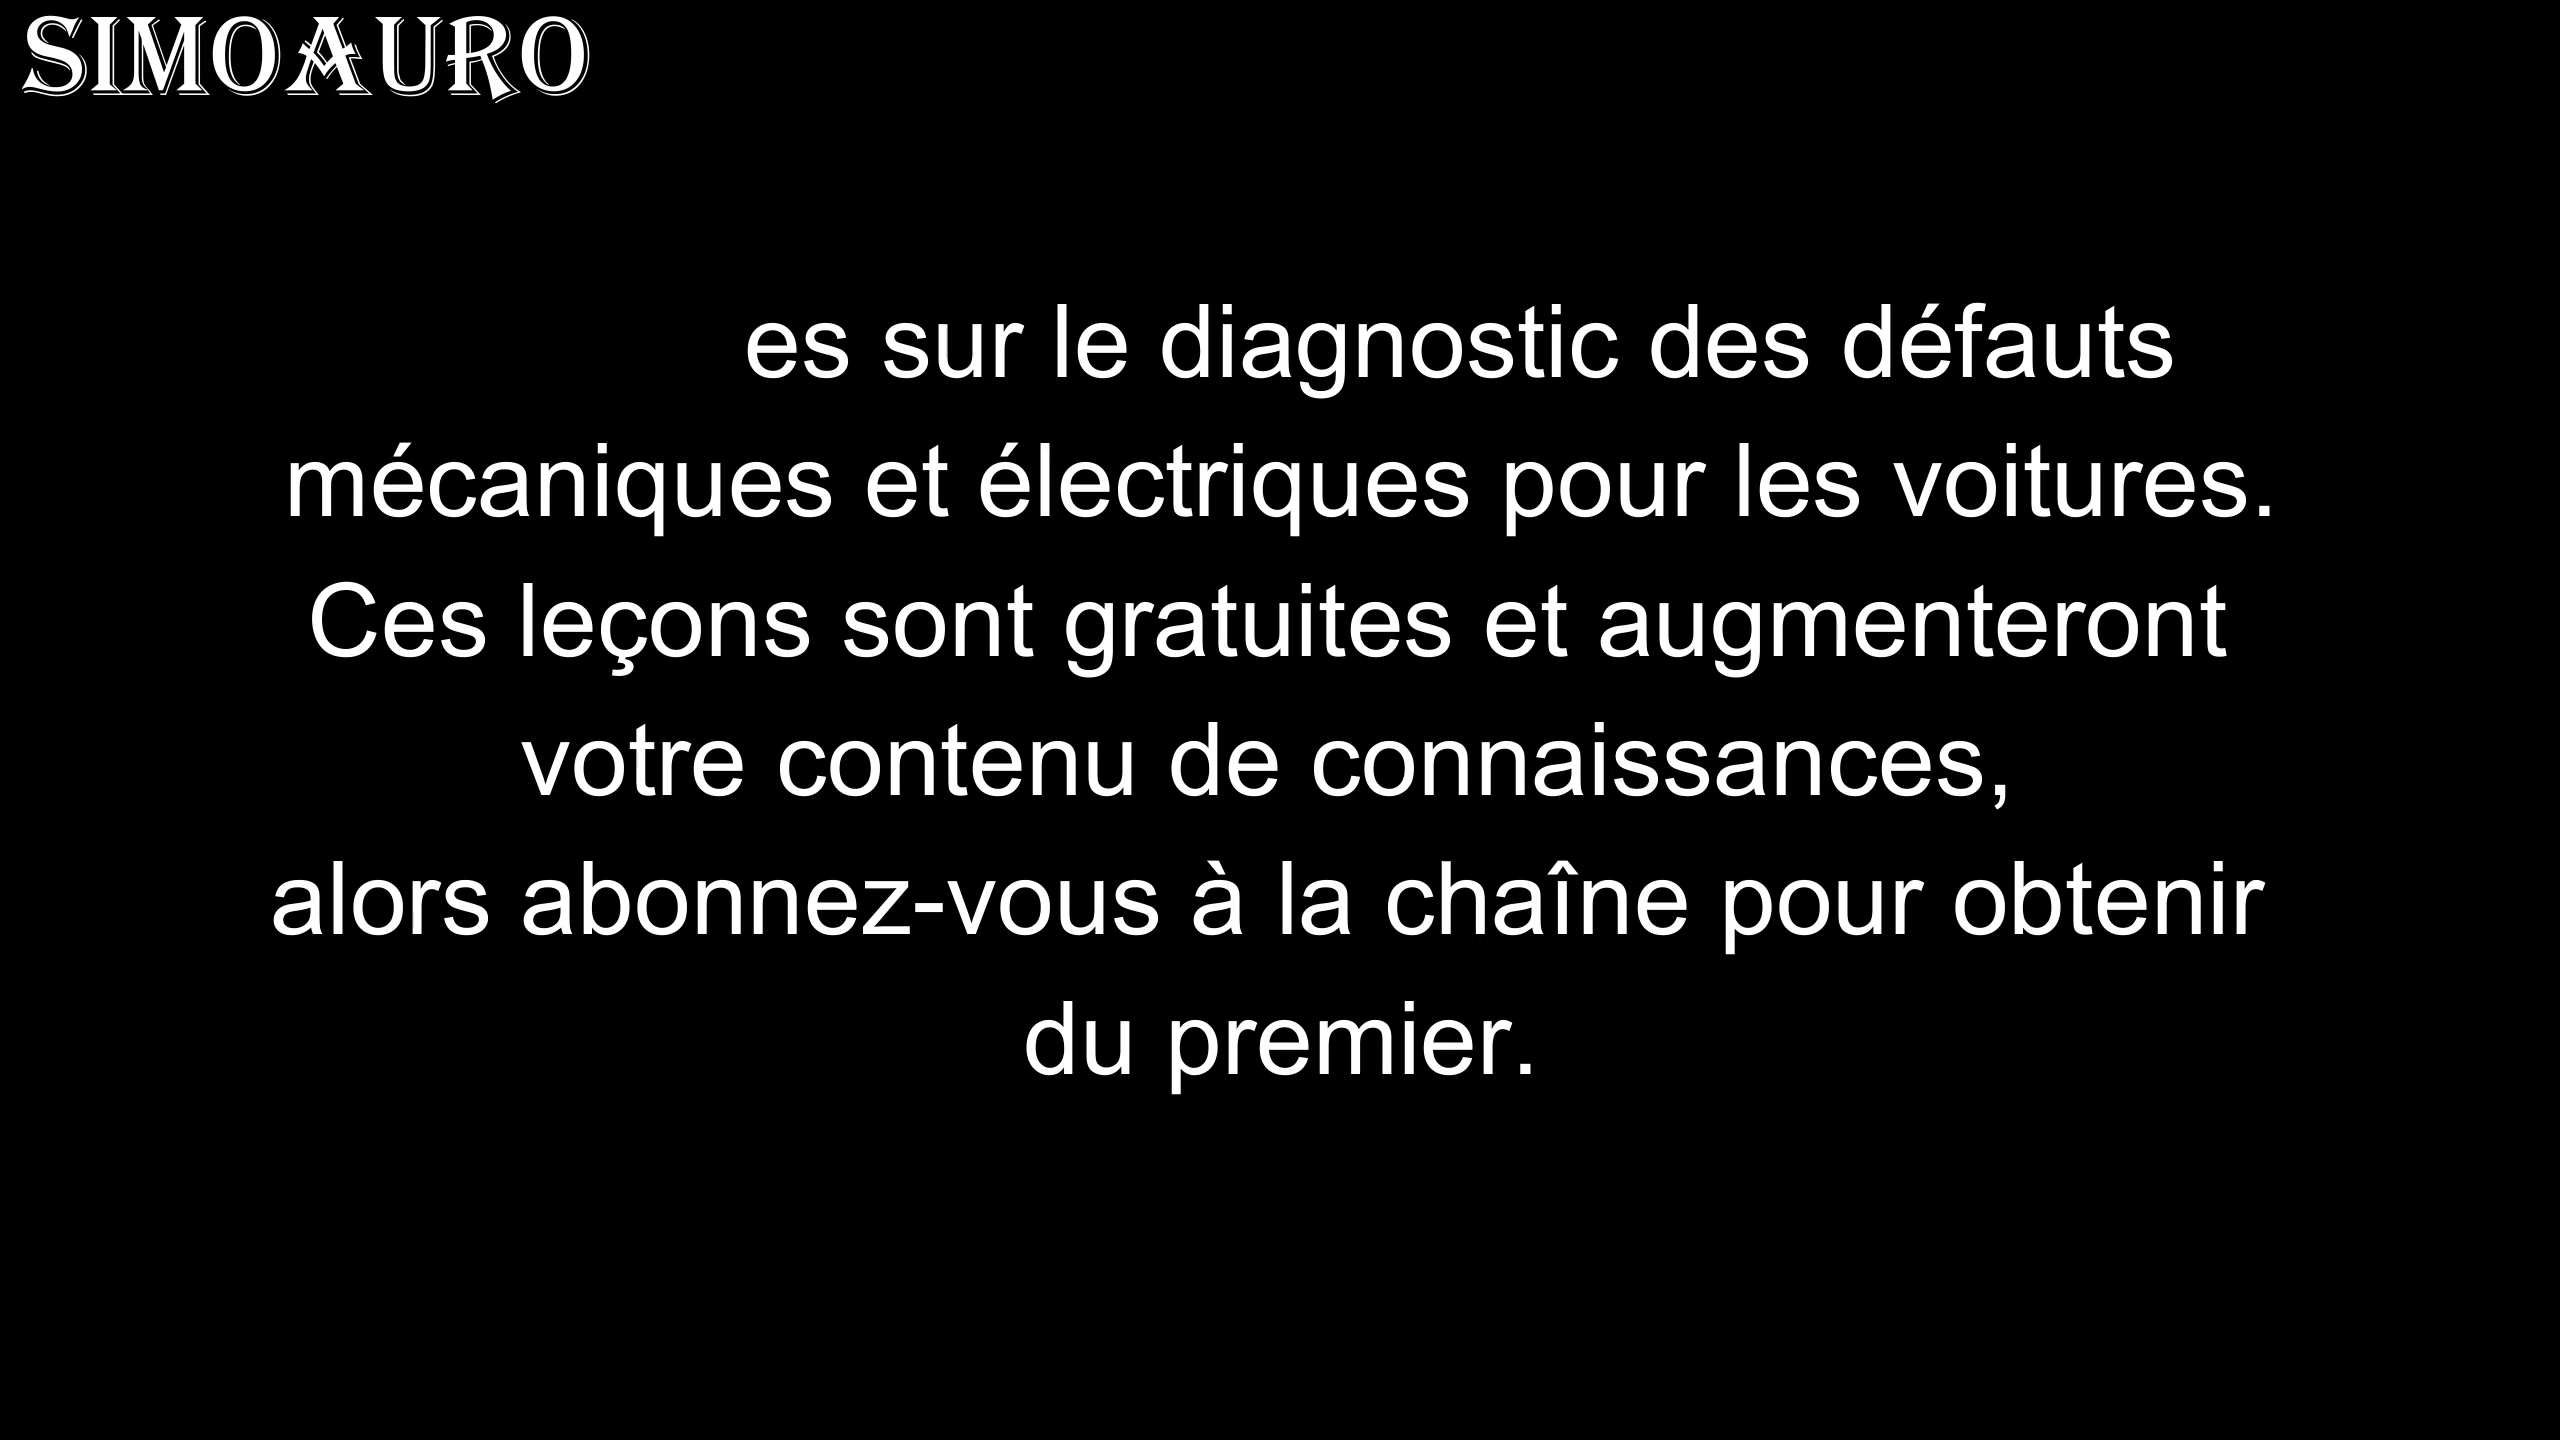 SIMOAURO
es sur le diagnostic des défauts
mécaniques et électriques pour les voitures.
Ces leçons sont gratuites et augmenteront
votre contenu de connaissances,
alors abonnez-vous à la chaîne pour obtenir
du premier.